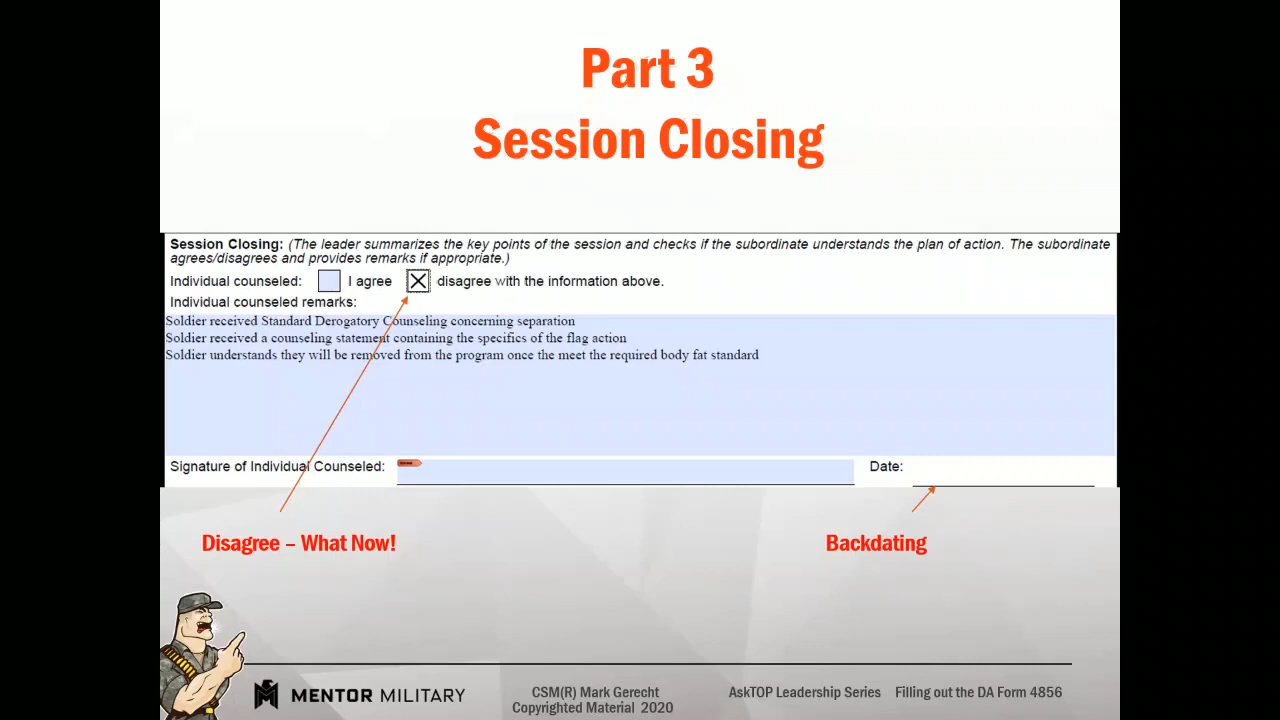 Part 3
Session Closing
Session Closing: (The leader summarizes the key points of the session and checks if the subordinate understands the plan of action. The subordinate
agrees/disagrees and provides remarks if appropriate.)
Individual counseled: I agree disagree with the information above.
Individual counseled remarks:
Soldier received Standard Derogatory Counseling concerning separation
Soldier received a counseling statement containing the specifics of the flag action
Soldier understands they will be removed from the program once the meet the required body fat standard
Signature of Individual Counseled: Date:
Disagree – What Now!
Backdating
MENTOR MILITARY
CSM(R) Mark Gerecht
Copyrighted Material 2020
AskTOP Leadership Series Filling out the DA Form 4856